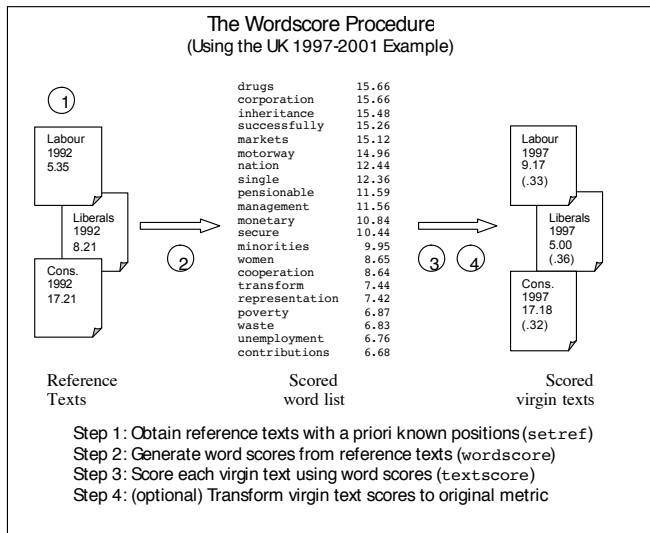 The Wordscore Procedure
(Using the UK 1997-2001 Example)
1
Labour
1992
5.35
Liberals
1992
8.21
Cons.
1992
17.21
2
drugs 15.66
corporation 15.66
inheritance 15.48
successfully 15.26
markets 15.12
motorway 14.96
nation 12.44
single 12.36
pensionable 11.59
management 11.56
monetary 10.84
secure 10.44
minorities 9.95
women 8.65
cooperation 8.64
transform 7.44
representation 7.42
poverty 6.87
waste 6.83
unemployment 6.76
contributions 6.68
3 4
Labour
1997
9.17
(.33)
Liberals
1997
5.00
(.36)
Cons.
1997
17.18
(.32)
Reference
Texts
Scored
word list
Scored
virgin texts
Step 1: Obtain reference texts with a priori known positions (setref)
Step 2: Generate word scores from reference texts (wordscore)
Step 3: Score each virgin text using word scores (textscore)
Step 4: (optional) Transform virgin text scores to original metric